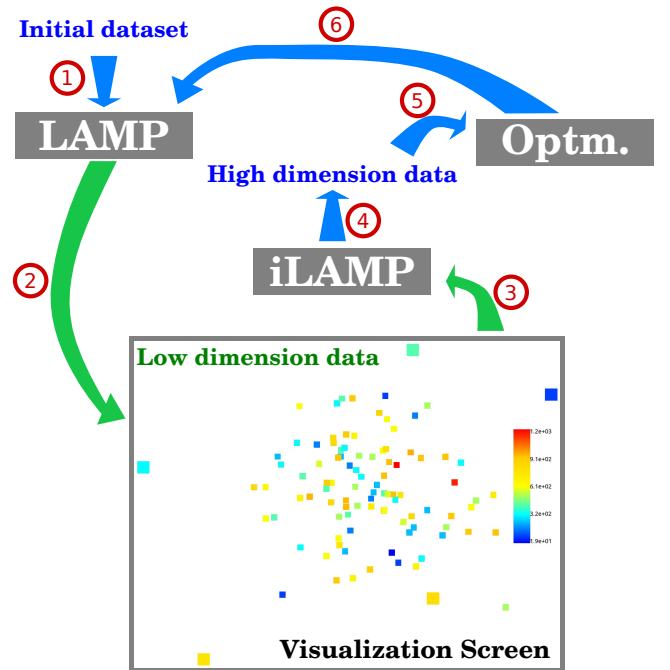 Initial dataset
6
1
5
LAMP
Optm.
High dimension data
4
iLAMP
2
3
Low dimension data
1.2e+03
9.1e+02
6.1e+02
3.2e+02
1.9e+01
Visualization Screen